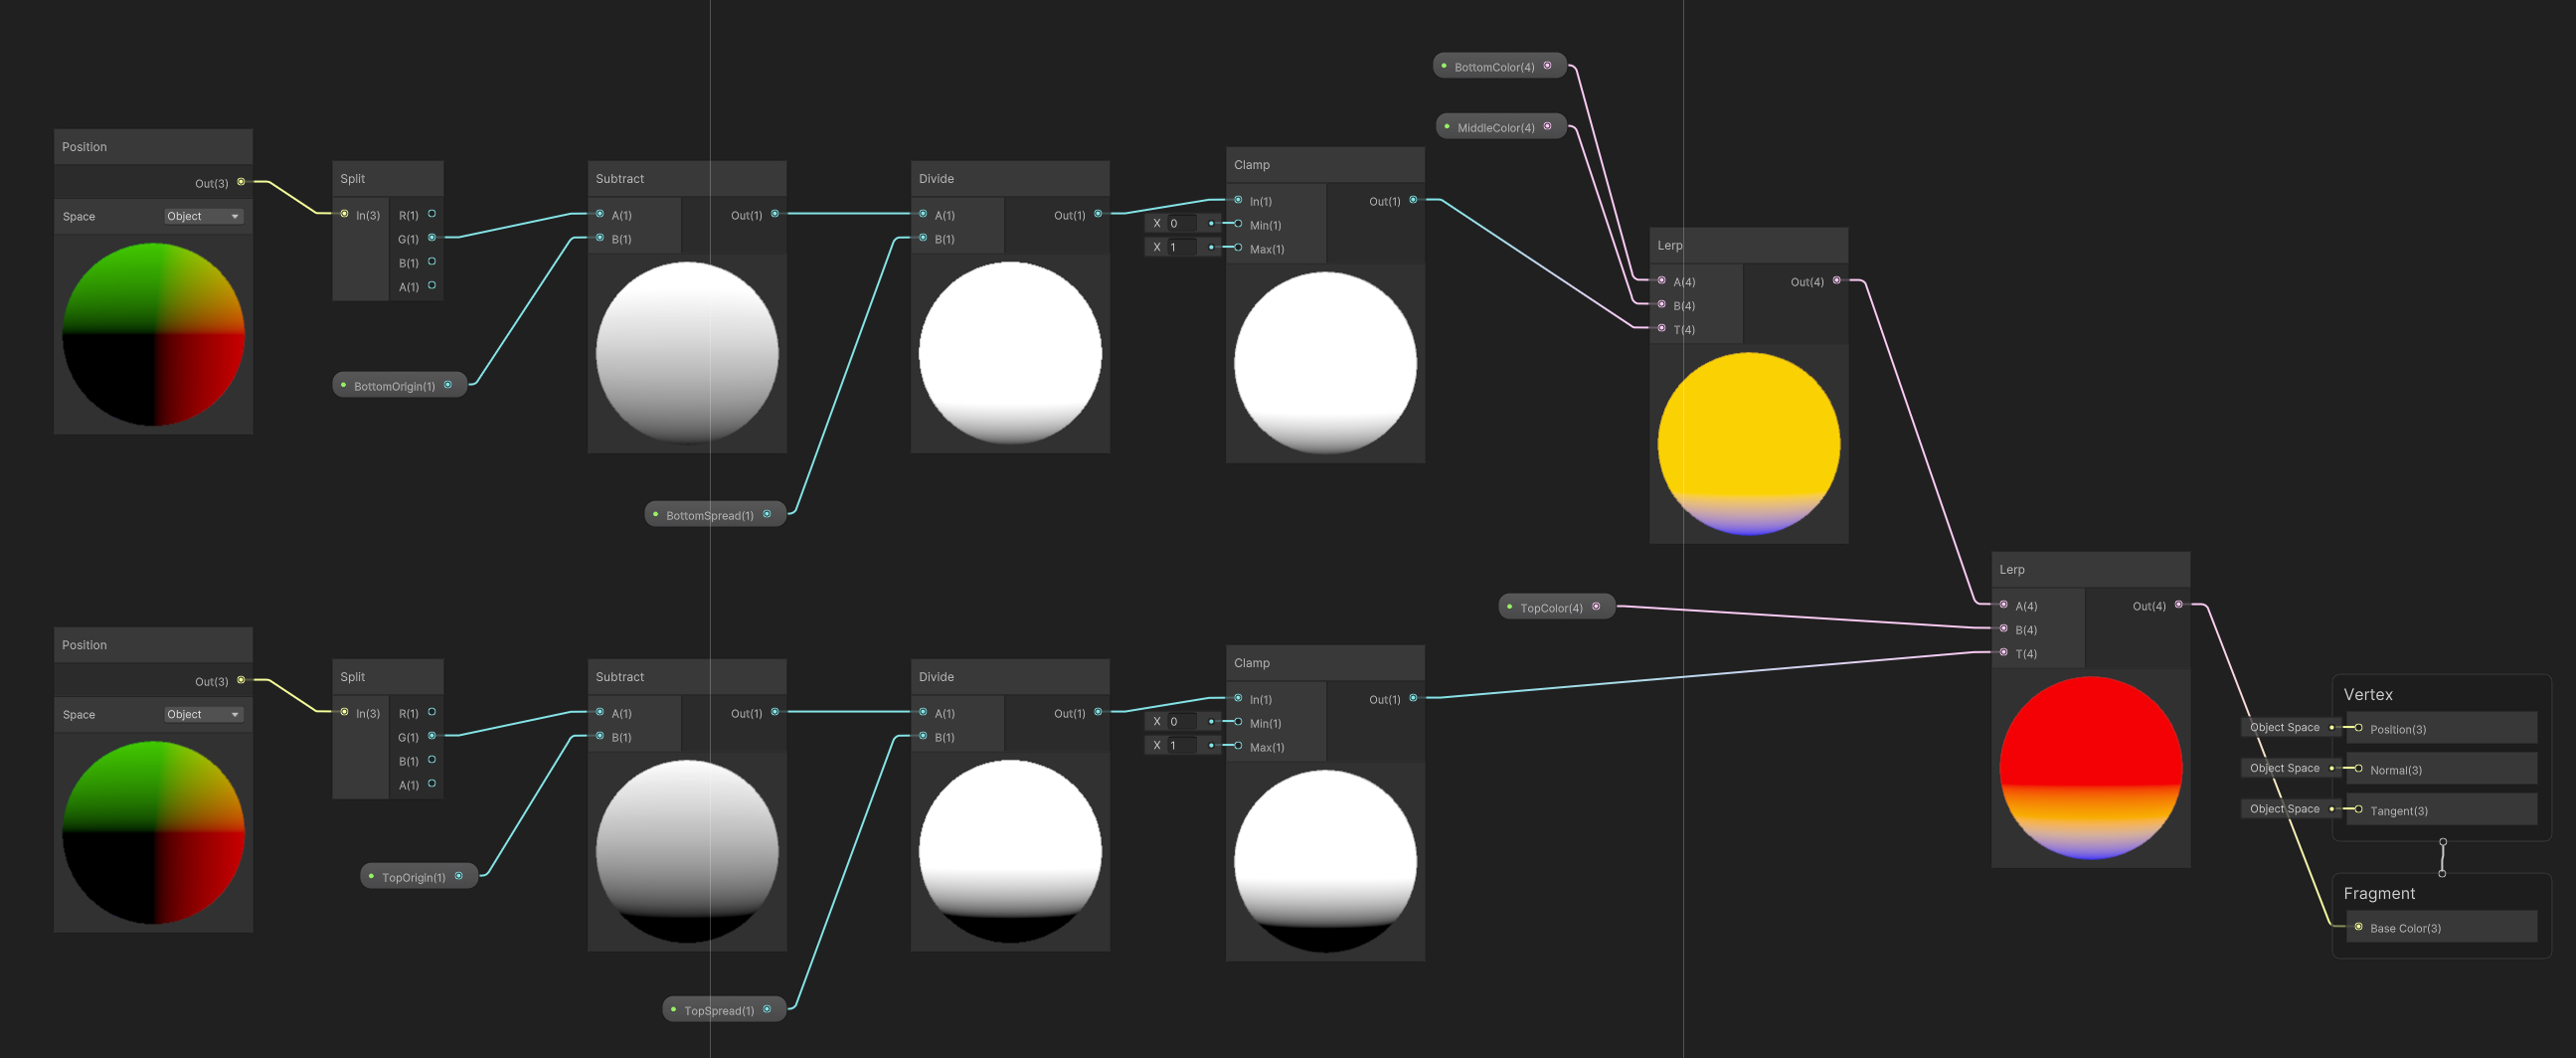 BottomColor(4)
MiddleColor(4)
Position
Out(3)
Space Object
Split
In(3) R(1)
G(1)
B(1)
A(1)
BottomOrigin(1)
Subtract
A(1) Out(1)
B(1)
BottomSpread(1)
Divide
A(1) Out(1)
B(1)
Clamp
In(1) Out(1)
X 0 Min(1)
X 1 Max(1)
Lerp
A(4) Out(4)
B(4)
T(4)
Position
Out(3)
Space Object
Split
In(3) R(1)
G(1)
B(1)
A(1)
TopOrigin(1)
Subtract
A(1) Out(1)
B(1)
TopSpread(1)
Divide
A(1) Out(1)
B(1)
Clamp
In(1) Out(1)
X 0 Min(1)
X 1 Max(1)
TopColor(4)
Lerp
A(4) Out(4)
B(4)
T(4)
Vertex
Object Space Position(3)
Object Space Normal(3)
Object Space Tangent(3)
Fragment
Base Color(3)